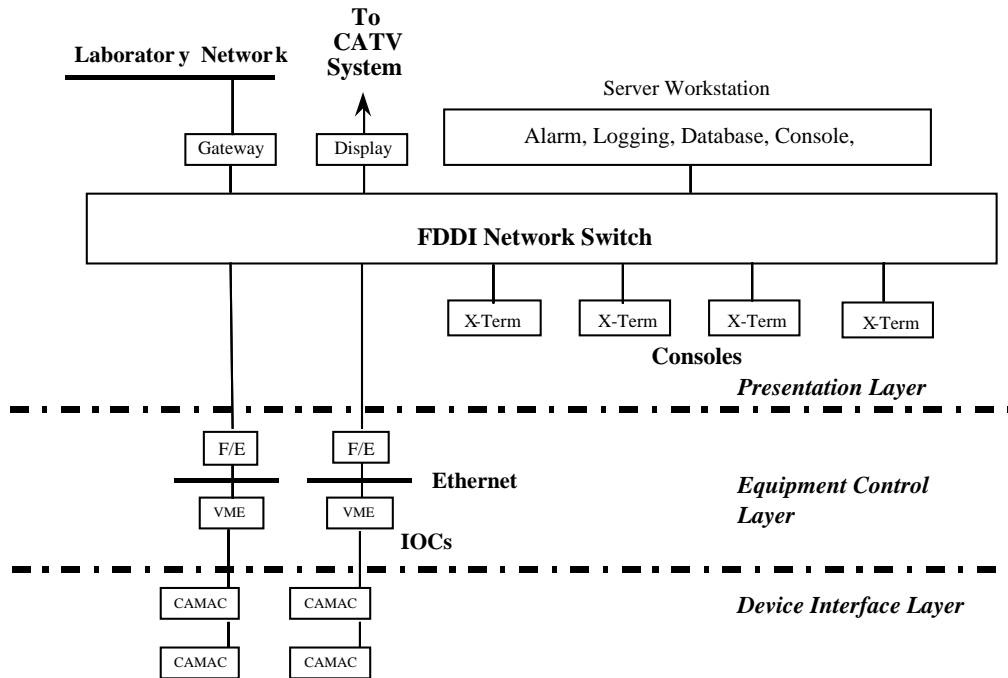 To
CATV
System
Laboratory Network
Server Workstation
Gateway
Display
Alarm, Logging, Database, Console,
FDDI Network Switch
X-Term
X-Term
X-Term
X-Term
Consoles
Presentation Layer
F/E
F/E
Ethernet
Equipment Control
Layer
VME
VME
IOCs
CAMAC
CAMAC
Device Interface Layer
CAMAC
CAMAC